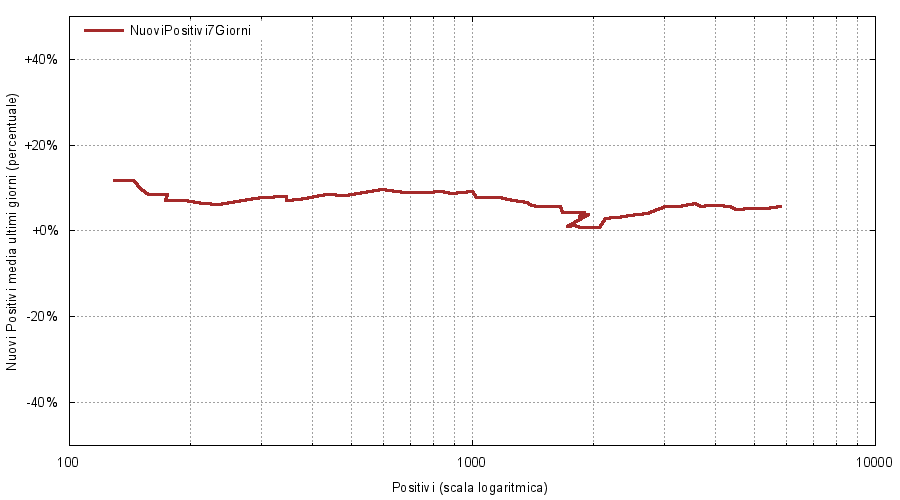 NuoviPositivi7Giorni
+40%
+20%
+0%
-20%
-40%
Nuovi Positivi media ultimi giorni (percentuale)
100
1000
10000
Positivi (scala logaritmica)